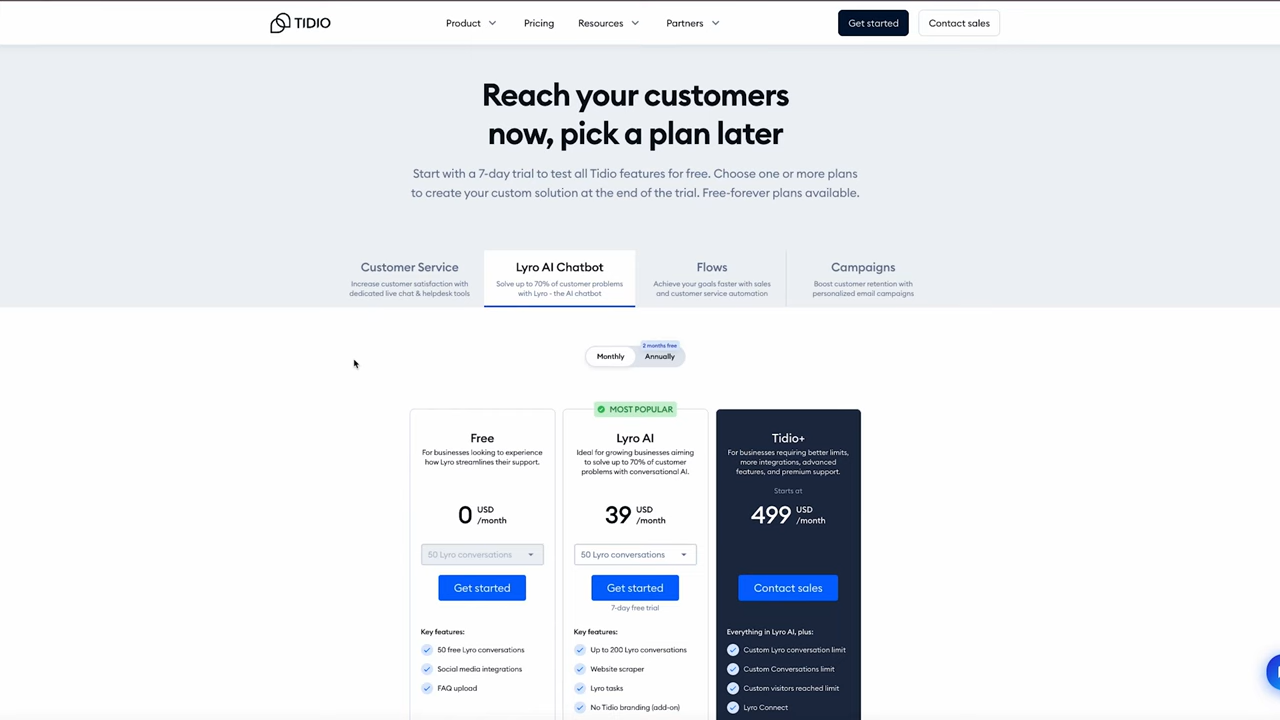 TIDIO
Product
Pricing
Resources
Partners
Get started
Contact sales
Reach your customers
now, pick a plan later
Start with a 7-day trial to test all Tidio features for free. Choose one or more plans
to create your custom solution at the end of the trial. Free-forever plans available.
Customer Service
Increase customer satisfaction with
dedicated live chat & helpdesk tools
Lyro AI Chatbot
Solve up to 70% of customer problems
with Lyro - the AI chatbot
Flows
Achieve your goals faster with sales
and customer service automation
Campaigns
Boost customer retention with
personalized email campaigns
2 months free
Monthly
Annually
Free
For businesses looking to experience
how Lyro streamlines their support.
0 USD
/month
50 Lyro conversations
Get started
Key features:
50 free Lyro conversations
Social media integrations
FAQ upload
MOST POPULAR
Lyro AI
Ideal for growing businesses aiming
to solve up to 70% of customer
problems with conversational AI.
39 USD
/month
50 Lyro conversations
Get started
7-day free trial
Key features:
Up to 200 Lyro conversations
Website scraper
Lyro tasks
No Tidio branding (add-on)
Tidio+
For businesses requiring better limits,
more integrations, advanced
features, and premium support.
Starts at
499 USD
/month
Contact sales
Everything in Lyro AI, plus:
Custom Lyro conversation limit
Custom Conversations limit
Custom visitors reached limit
Lyro Connect